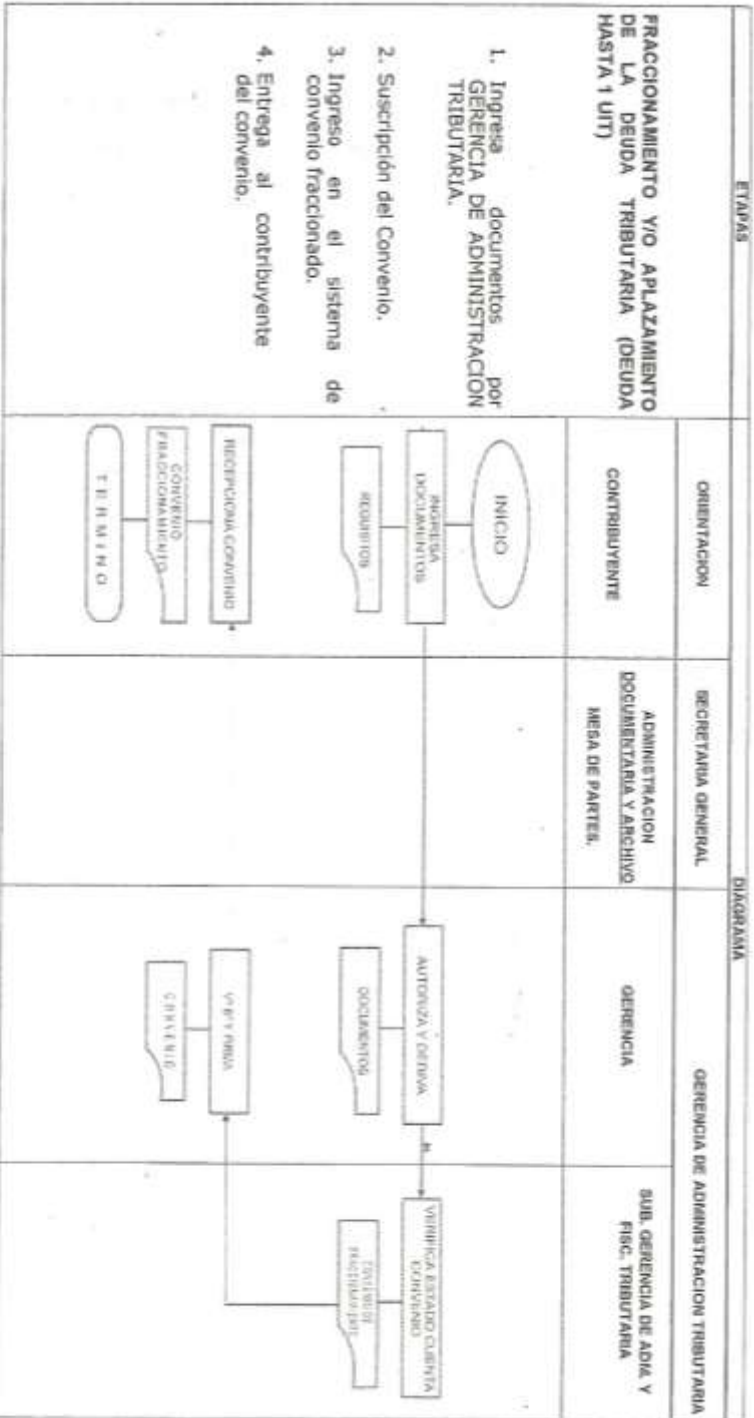 ETAPAS
DIAGRAMA
FRACCIONAMIENTO Y/O APLAZAMIENTO
DE LA DEUDA TRIBUTARIA (DEUDA
HASTA 1 UIT)
1. Ingresa documentos por
GERENCIA DE ADMINISTRACION
TRIBUTARIA.
2. Suscripción del Convenio.
3. Ingreso en el sistema de
convenio fraccionado.
4. Entrega al contribuyente
del convenio.
ORIENTACION
SECRETARIA GENERAL
GERENCIA DE ADMINISTRACION TRIBUTARIA
CONTRIBUYENTE
ADMINISTRACION
DOCUMENTARIA Y ARCHIVO
MESA DE PARTES.
GERENCIA
SUB. GERENCIA DE ADM. Y
FISC. TRIBUTARIA
INICIO
INGRESA
DOCUMENTOS
REQUISITOS
RECEPCIONA CONVENIO
CONVENIO
FRACCIONAMIENTO
TERMINO
AUTORIZA Y DERIVA
DOCUMENTOS
Vº Bº Y FIRMA
CONVENIO
VERIFICA ESTADO CUENTA
CONVENIO
FRACCIONAMIENTO